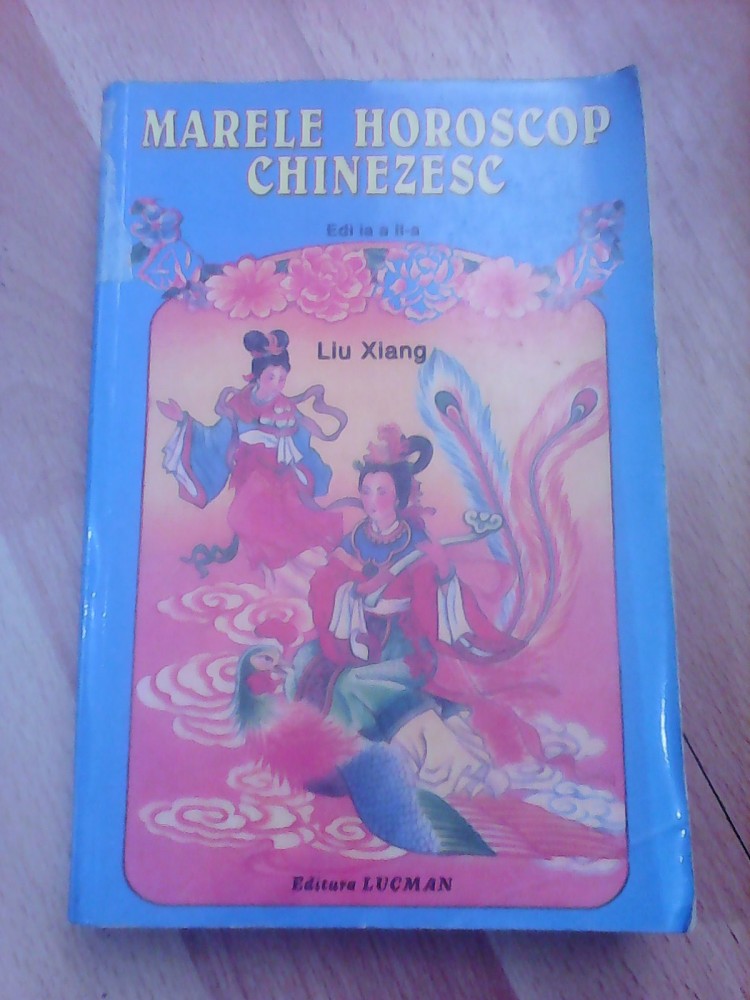 MARELE HOROSCOP
CHINEZESC
Edi ia a II-a
Liu Xiang
Editura LUCMAN